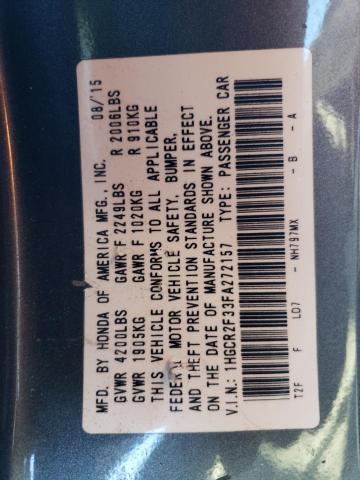 MFD. BY HONDA OF AMERICA MFG., INC. 08/15
GVWR 4200LBS GAWR F 2249LBS R 2006LBS
GVWR 1905KG GAWR F 1020KG R 910KG
THIS VEHICLE CONFORMS TO ALL APPLICABLE
FEDERAL MOTOR VEHICLE SAFETY, BUMPER,
AND THEFT PREVENTION STANDARDS IN EFFECT
ON THE DATE OF MANUFACTURE SHOWN ABOVE.
V.I.N.: 1HGCR2F33FA272157 TYPE: PASSENGER CAR
T2F F LD7 - NH797MX - B - A